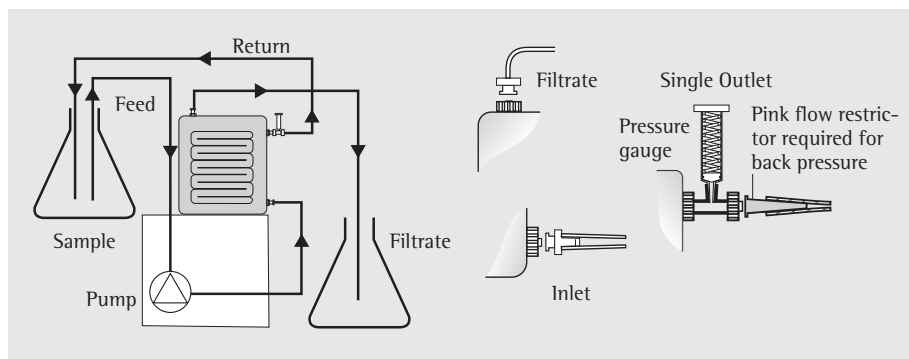 Return
Feed
Sample
Pump
Filtrate
Filtrate
Inlet
Single Outlet
Pressure
gauge
Pink flow restric-
tor required for
back pressure